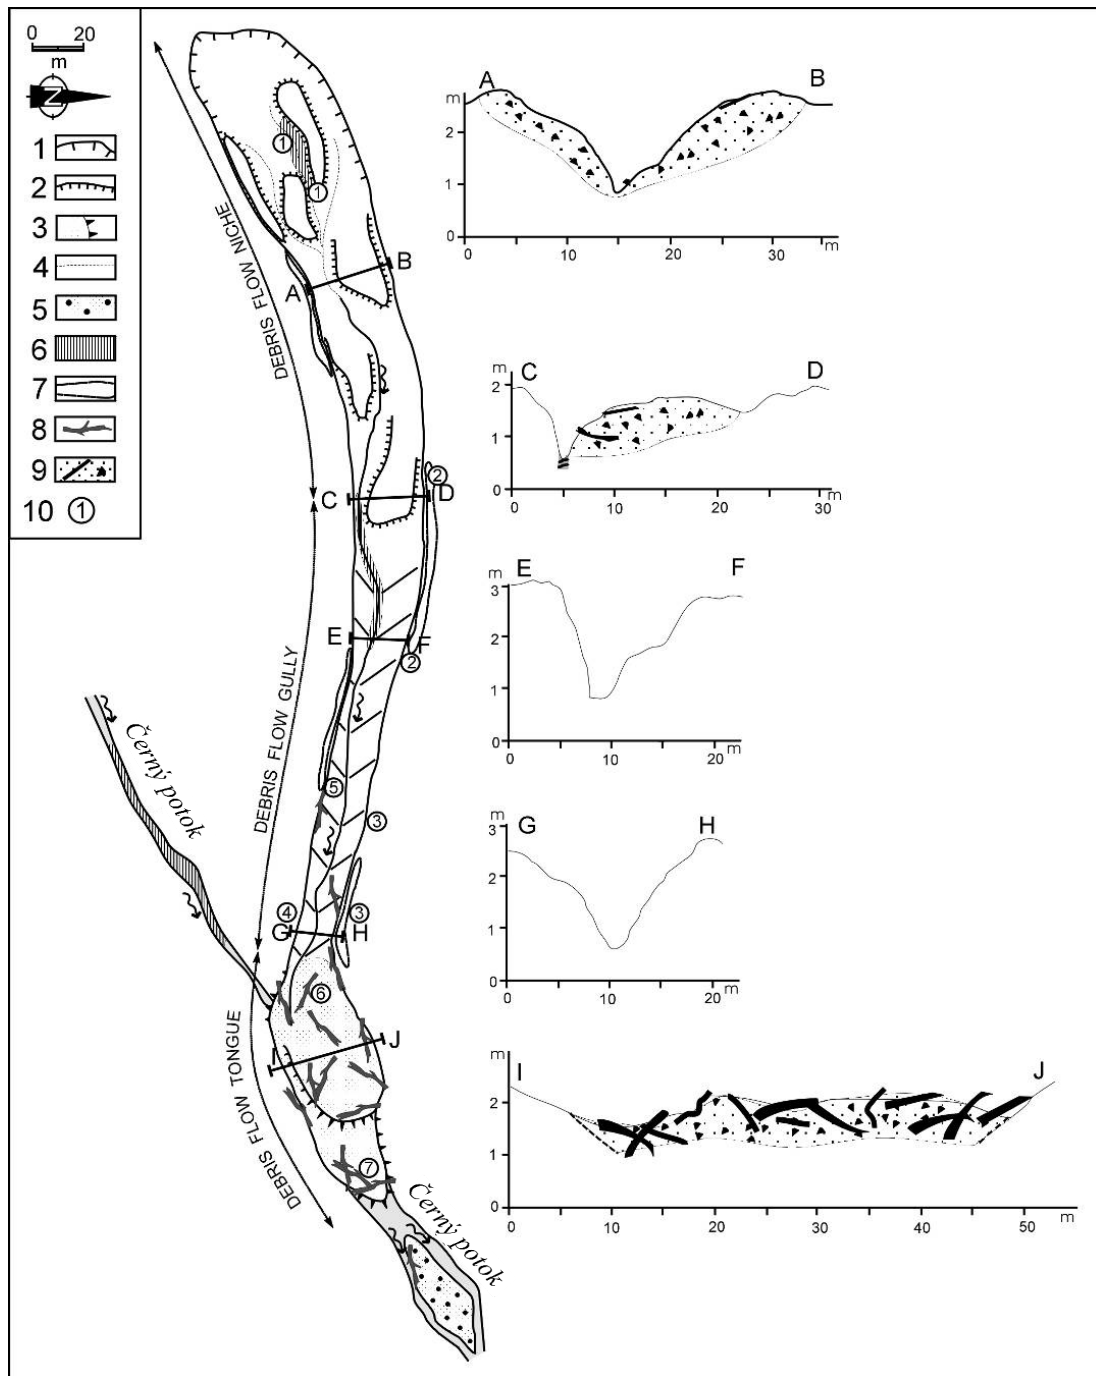 0 20
m
N
1
2
3
4
5
6
7
8
9
10 1
DEBRIS FLOW NICHE
1
1
A B
C D
2
E F
2
DEBRIS FLOW GULLY
Černý potok
5
3
4 3
G H
6
I J
DEBRIS FLOW TONGUE
7
Černý potok
A B
m
2
1
0
0 10 20 30 m
C D
m
2
1
0
0 10 20 30 m
E F
m
3
2
1
0
0 10 20 m
G H
m
3
2
1
0
0 10 20 m
I J
m
2
1
0
0 10 20 30 40 50 m